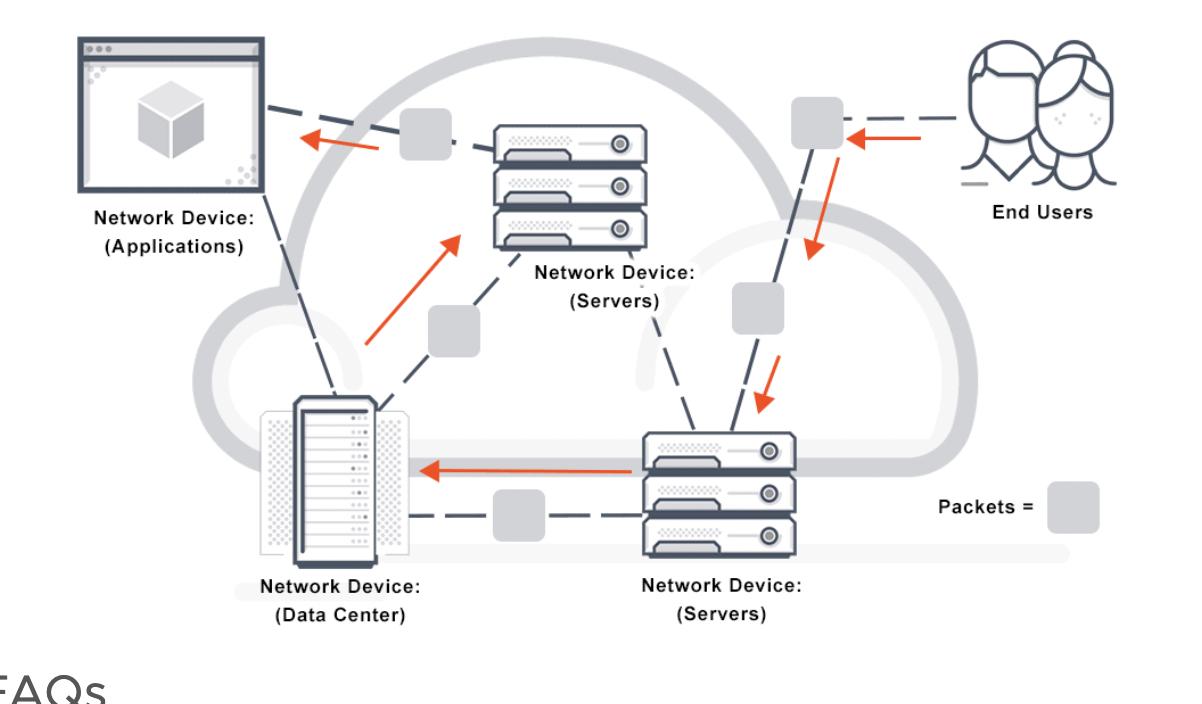 Network Device:
(Applications)
End Users
Network Device:
(Servers)
Packets =
Network Device:
(Data Center)
Network Device:
(Servers)
FAQs